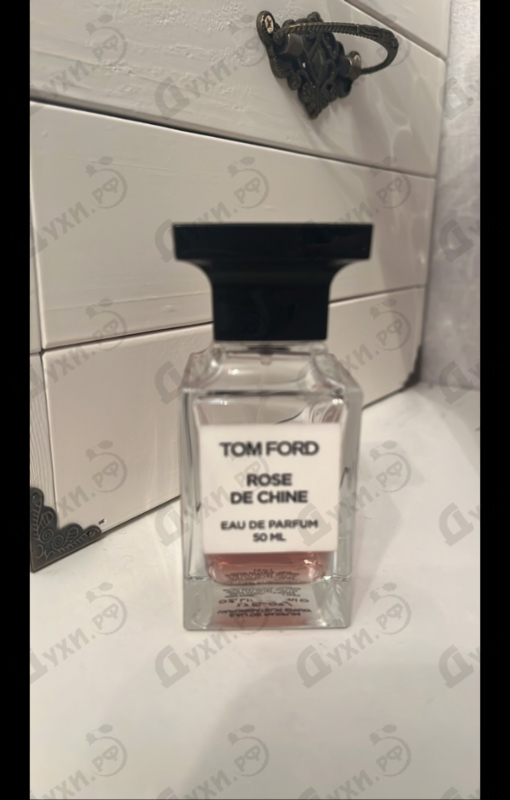 TOM FORD
ROSE
DE CHINE
EAU DE PARFUM
50 ML
Духи.рф